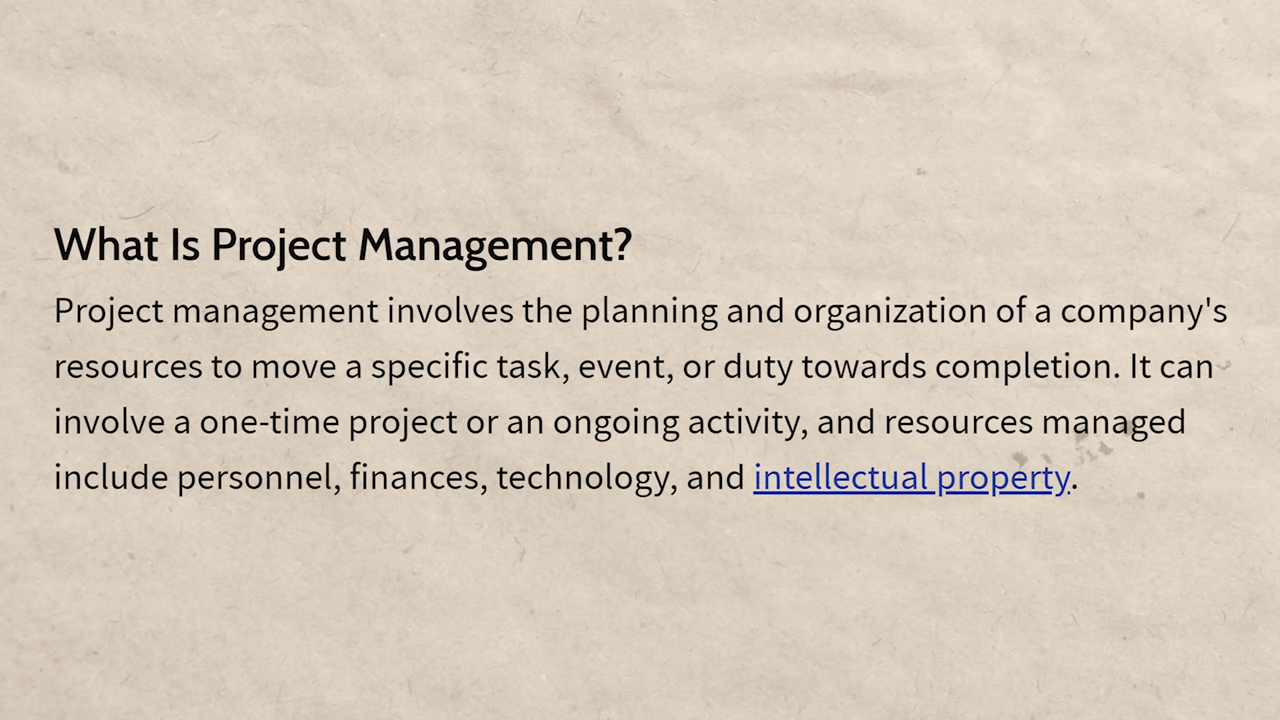 What Is Project Management?
Project management involves the planning and organization of a company's
resources to move a specific task, event, or duty towards completion. It can
involve a one-time project or an ongoing activity, and resources managed
include personnel, finances, technology, and intellectual property.